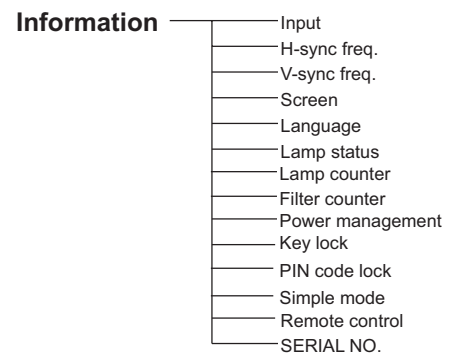 Information
Input
H-sync freq.
V-sync freq.
Screen
Language
Lamp status
Lamp counter
Filter counter
Power management
Key lock
PIN code lock
Simple mode
Remote control
SERIAL NO.